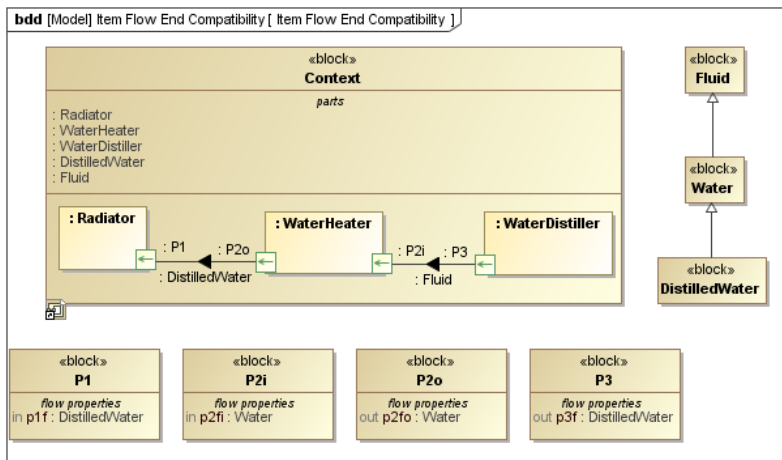 bdd [Model] Item Flow End Compatibility [ Item Flow End Compatibility ]
«block»
Context
parts
: Radiator
: WaterHeater
: WaterDistiller
: DistilledWater
: Fluid
: Radiator
: WaterHeater
: WaterDistiller
: P1
: P2o
: P2i
: P3
: DistilledWater
: Fluid
«block»
Fluid
«block»
Water
«block»
DistilledWater
«block»
P1
flow properties
in p1f : DistilledWater
«block»
P2i
flow properties
in p2fi : Water
«block»
P2o
flow properties
out p2fo : Water
«block»
P3
flow properties
out p3f : DistilledWater